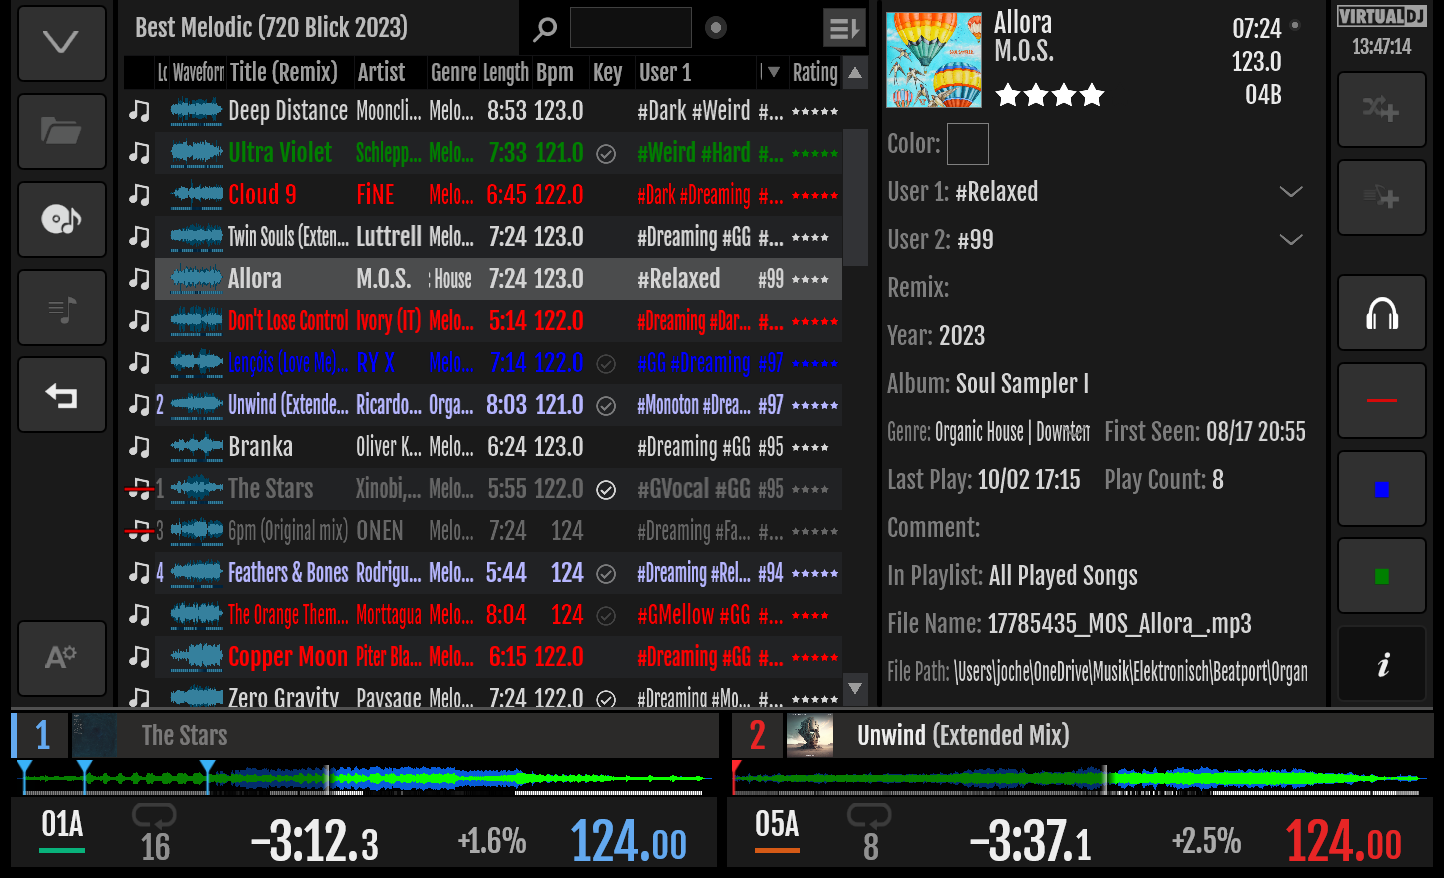 Best Melodic (720 Blick 2023)
Lo Waveform Title (Remix) Artist Genre Length Bpm Key User 1 Rating
Deep Distance Mooncli... Melo... 8:53 123.0 #Dark #Weird #...
Ultra Violet Schlepp... Melo... 7:33 121.0 #Weird #Hard #...
Cloud 9 FiNE Melo... 6:45 122.0 #Dark #Dreaming #...
Twin Souls (Exten... Luttrell Melo... 7:24 123.0 #Dreaming #GG #...
Allora M.O.S. : House 7:24 123.0 #Relaxed #99
Don't Lose Control Ivory (IT) Melo... 5:14 122.0 #Dreaming #Dar... #...
Lençóis (Love Me)... RY X Melo... 7:14 122.0 #GG #Dreaming #97
2 Unwind (Extende... Ricardo... Orga... 8:03 121.0 #Monoton #Drea... #97
Branka Oliver K... Melo... 6:24 123.0 #Dreaming #GG #95
1 The Stars Xinobi,... Melo... 5:55 122.0 #GVocal #GG #95
3 6pm (Original mix) ONEN Melo... 7:24 124 #Dreaming #Fa... #...
4 Feathers & Bones Rodrigu... Melo... 5:44 124 #Dreaming #Rel... #94
The Orange Them... Morttagua Melo... 8:04 124 #GMellow #GG #...
Copper Moon Piter Bla... Melo... 6:15 122.0 #Dreaming #GG #...
Zero Gravity Paysage Melo... 7:24 122.0 #Dreaming #Mo... #...
Allora 07:24
M.O.S. 123.0
04B
Color:
User 1: #Relaxed
User 2: #99
Remix:
Year: 2023
Album: Soul Sampler I
Genre: Organic House | Downtem First Seen: 08/17 20:55
Last Play: 10/02 17:15 Play Count: 8
Comment:
In Playlist: All Played Songs
File Name: 17785435_MOS_Allora_.mp3
File Path: \Users\joche\OneDrive\Musik\Elektronisch\Beatport\Organ
VIRTUALDJ
13:47:14
A
i
1 The Stars
01A 16 -3:12.3 +1.6% 124.00
2 Unwind (Extended Mix)
05A 8 -3:37.1 +2.5% 124.00